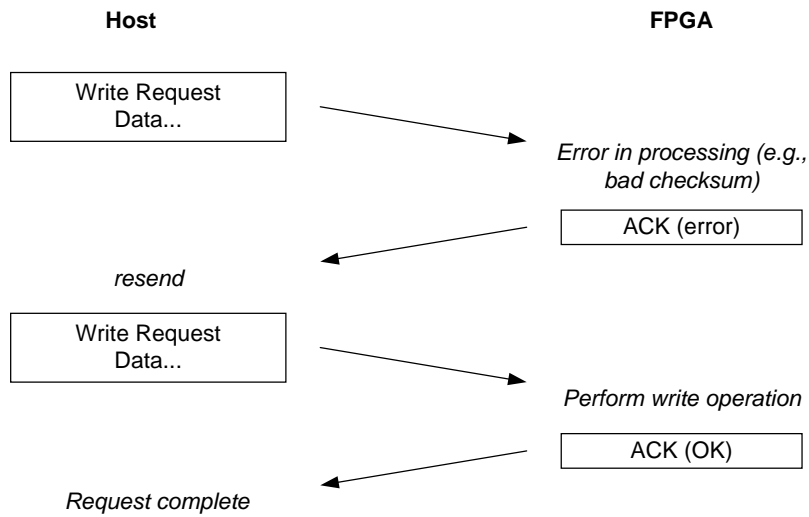 Host
FPGA
Write Request
Data...
Error in processing (e.g.,
bad checksum)
ACK (error)
resend
Write Request
Data...
Perform write operation
ACK (OK)
Request complete